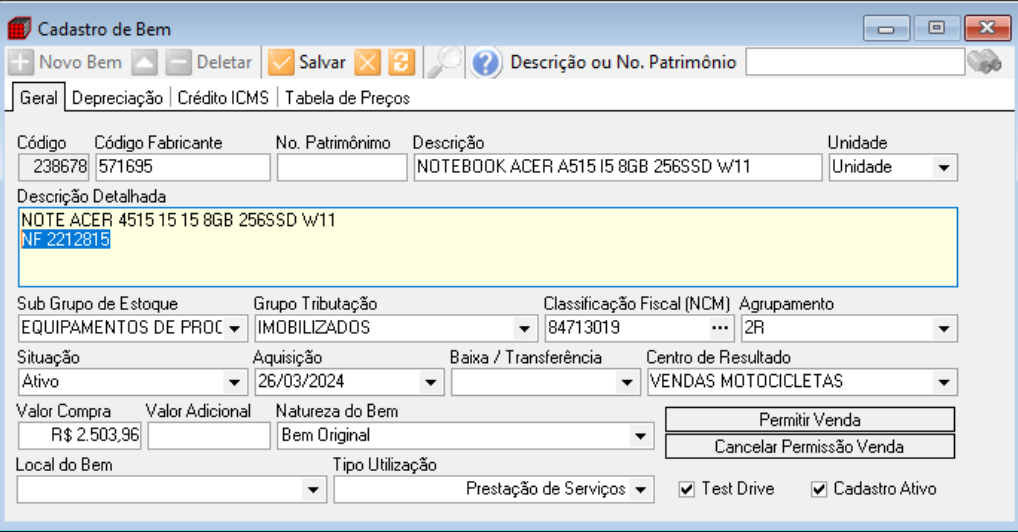 Cadastro de Bem
Novo Bem Deletar Salvar Descrição ou No. Patrimônio
Geral Depreciação Crédito ICMS Tabela de Preços
Código Código Fabricante No. Patrimônimo Descrição Unidade
238678 571695 NOTEBOOK ACER A515 I5 8GB 256SSD W11 Unidade
Descrição Detalhada
NOTE ACER 4515 15 15 8GB 256SSD W11
NF 2212815
Sub Grupo de Estoque Grupo Tributação Classificação Fiscal (NCM) Agrupamento
EQUIPAMENTOS DE PROC IMOBILIZADOS 84713019 ... 2R
Situação Aquisição Baixa / Transferência Centro de Resultado
Ativo 26/03/2024 VENDAS MOTOCICLETAS
Valor Compra Valor Adicional Natureza do Bem Permitir Venda
R$ 2.503,96 Bem Original Cancelar Permissão Venda
Local do Bem Tipo Utilização
Prestação de Serviços Test Drive Cadastro Ativo